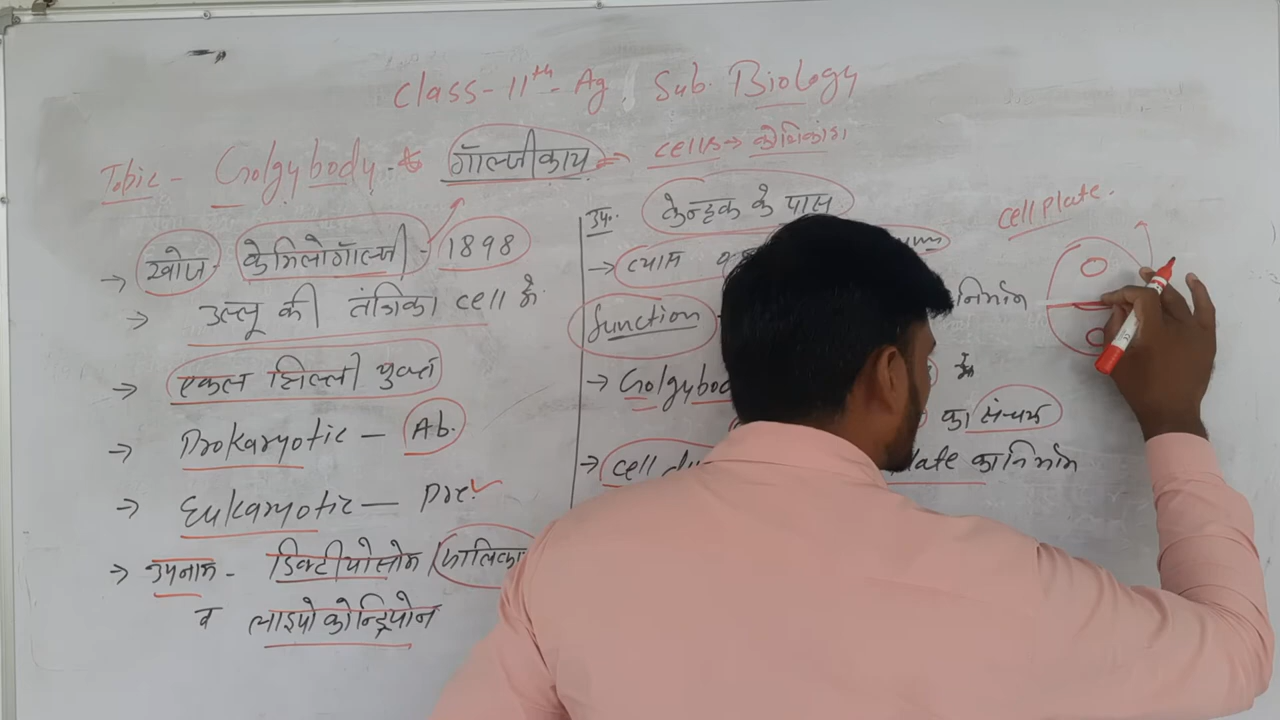 Class-11th Ag. Sub. Biology
Topic - Golgybody - गॉल्जीकाय
cells → कोशिकांग
→ खोज - केमिलोगॉल्जी - 1898
→ उल्लू की तंत्रिका cell में
→ एकल झिल्ली युक्त
→ Prokaryotic - Ab.
→ Eukaryotic - Pre.
→ उपनाम - डिक्टीयोसोम /
व लाइपोकोन्ड्रियोन
उप. केन्द्रक के पास
→
function निर्माण
→ Golgybod में
का संचय
→ cell late का निर्माण
cell plate.